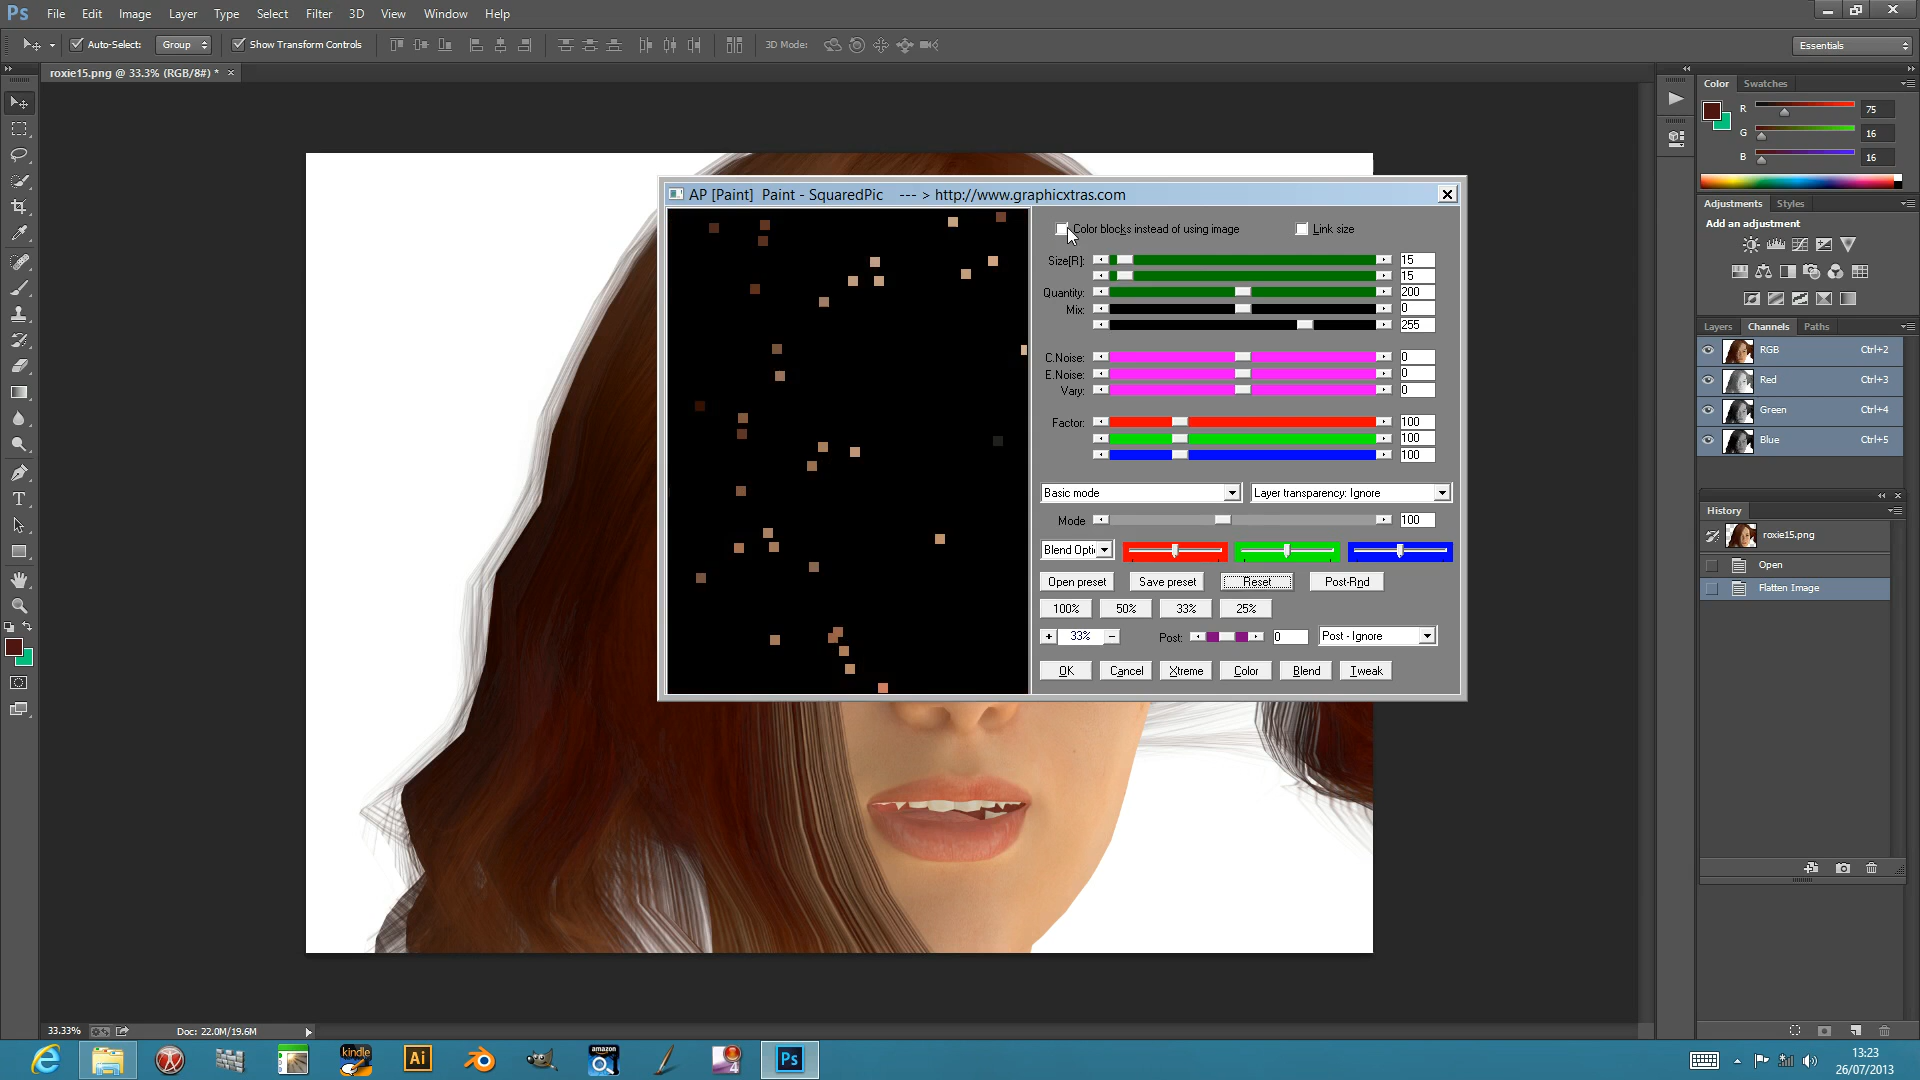 Ps File Edit Image Layer Type Select Filter 3D View Window Help
Auto-Select: Group Show Transform Controls 3D Mode: Essentials
roxie15.png @ 33.3% (RGB/8#) * ×
AP [Paint] Paint - SquaredPic --- > http://www.graphicxtras.com
Color blocks instead of using image Link size
Size[R]: 15
15
Quantity: 200
Mix: 0
255
C.Noise: 0
E.Noise: 0
Vary: 0
Factor: 100
100
100
Basic mode Layer transparency: Ignore
Mode 100
Blend Opti
Open preset Save preset Reset Post-Rnd
100% 50% 33% 25%
+ 33% − Post: 0 Post - Ignore
OK Cancel Xtreme Color Blend Tweak
Color Swatches
R 75
G 16
B 16
Adjustments Styles
Add an adjustment
Layers Channels Paths
RGB Ctrl+2
Red Ctrl+3
Green Ctrl+4
Blue Ctrl+5
History
roxie15.png
Open
Flatten Image
33.33% Doc: 22.0M/19.6M
kindle Ai amazon 4 Ps
13:23
26/07/2013